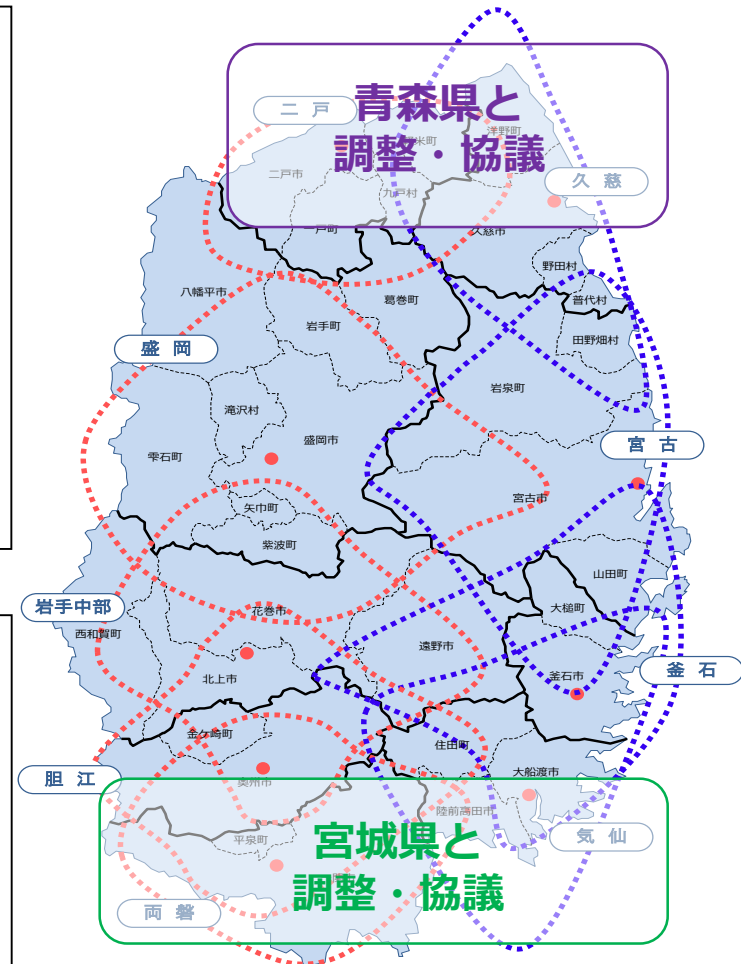 青森県と
調整・協議
二戸
洋野町
二戸市
九戸村
久慈
一戸町
久慈市
野田村
八幡平市
葛巻町
普代村
岩手町
田野畑村
盛岡
岩泉町
滝沢村
盛岡市
宮古
雫石町
宮古市
矢巾町
紫波町
山田町
岩手中部
花巻市
大槌町
西和賀町
遠野市
北上市
釜石市
釜石
金ケ崎町
住田町
胆江
奥州市
大船渡市
陸前高田市
宮城県と
調整・協議
平泉町
気仙
両磐